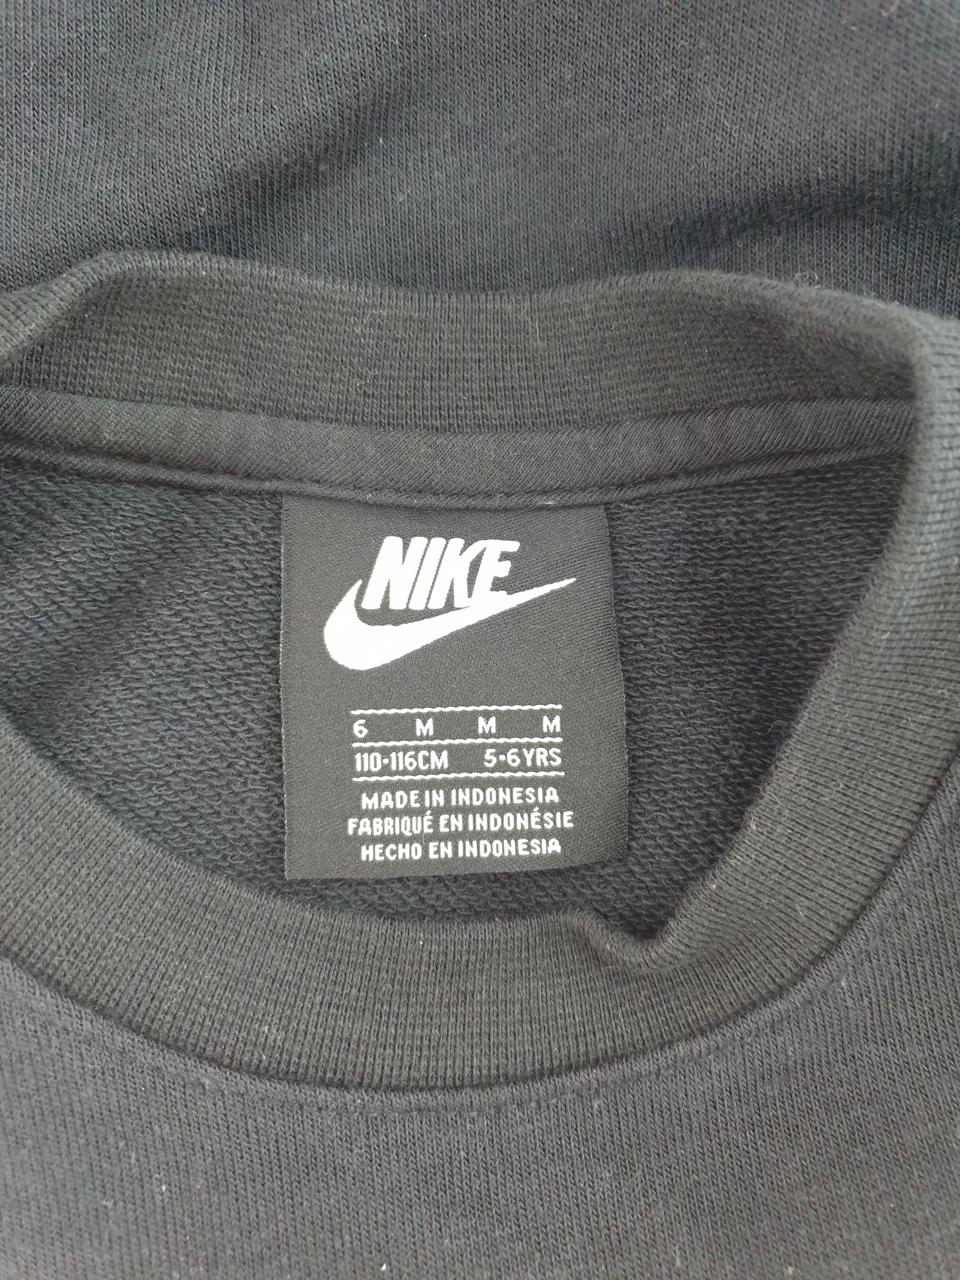 NIKE
6 M M M
110-116CM 5-6YRS
MADE IN INDONESIA
FABRIQUÉ EN INDONÉSIE
HECHO EN INDONESIA